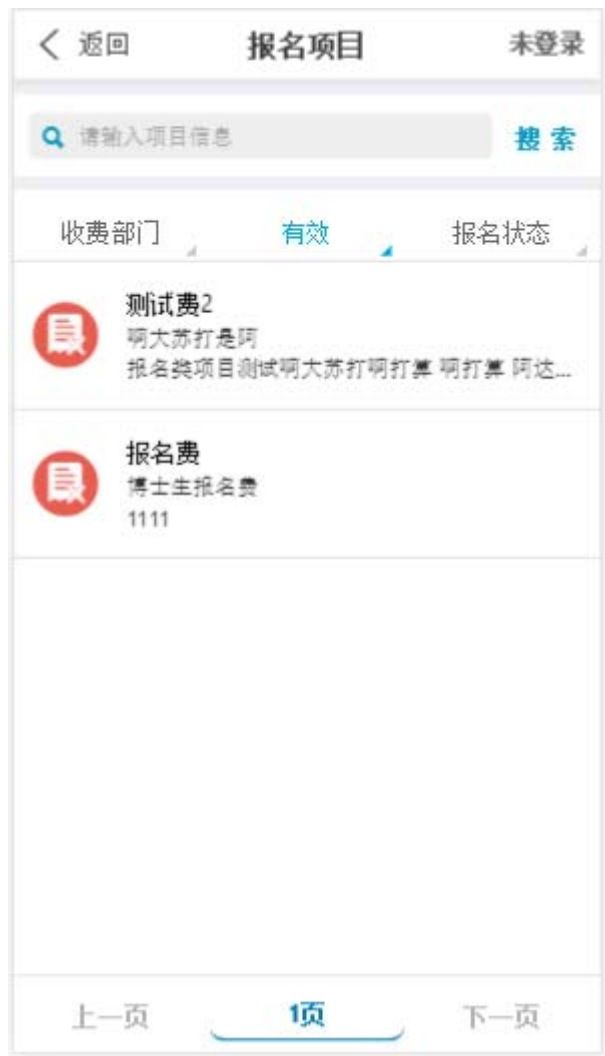 返回 报名项目 未登录
请输入项目信息 搜索
收费部门 有效 报名状态
测试费2
啊大苏打是阿
报名类项目测试啊大苏打啊打算 啊打算 阿达...
报名费
博士生报名费
1111
上一页 1页 下一页